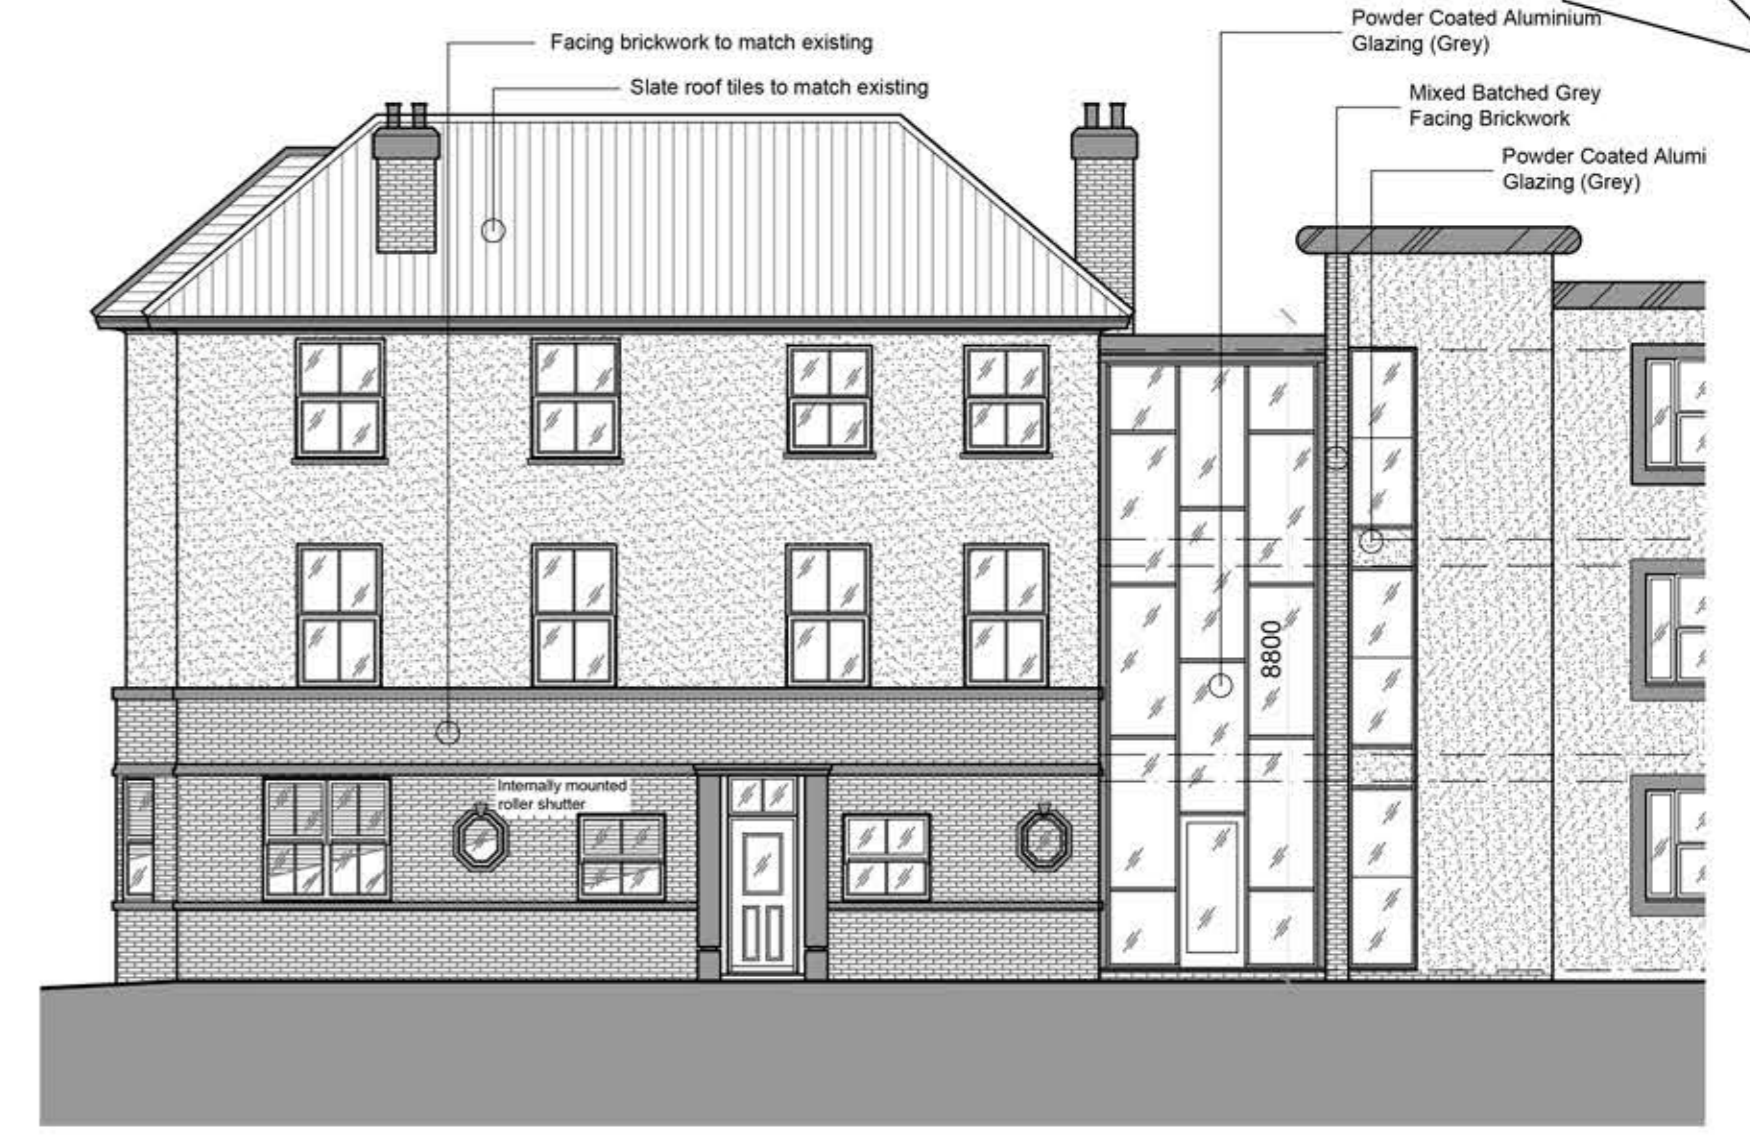 Facing brickwork to match existing
Slate roof tiles to match existing
Powder Coated Aluminium
Glazing (Grey)
Mixed Batched Grey
Facing Brickwork
Powder Coated Alumi
Glazing (Grey)
8800
Internally mounted
roller shutter